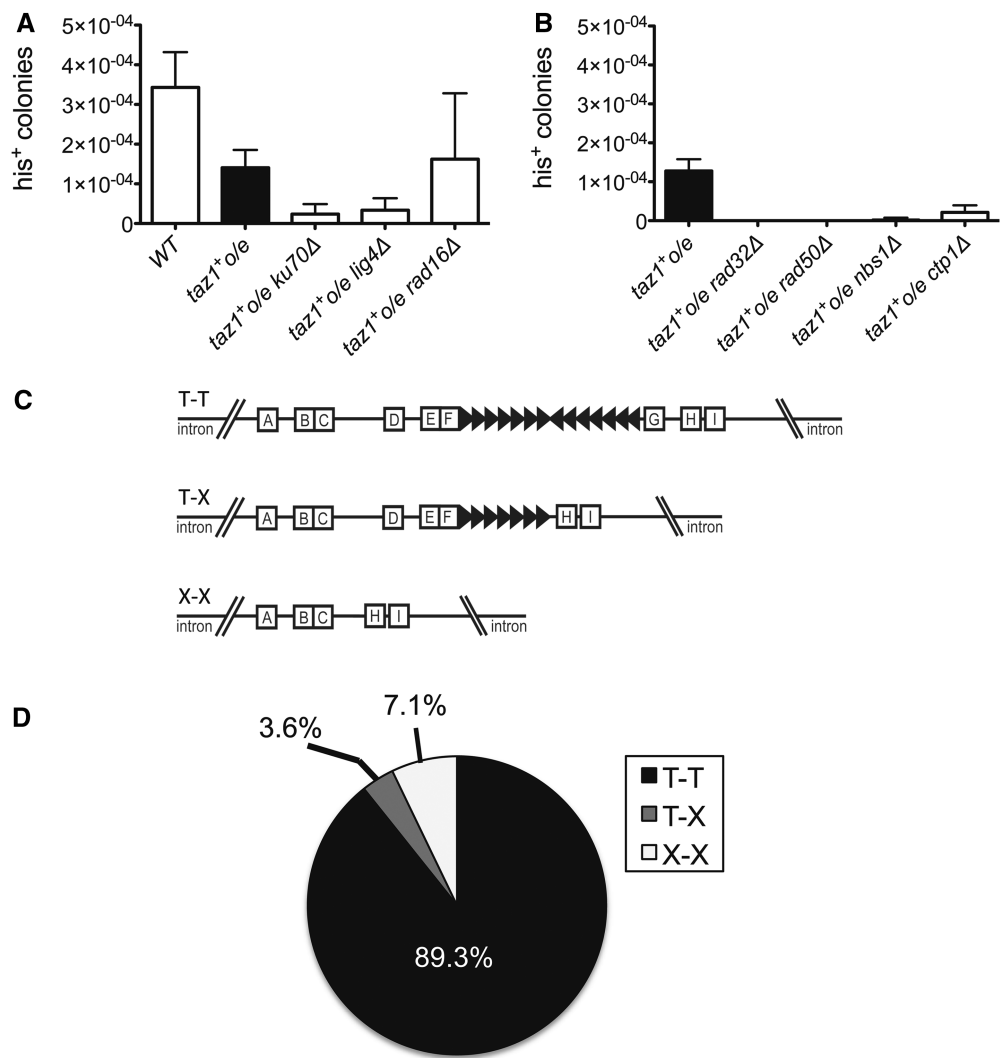 A
his⁺ colonies
5×10⁻⁰⁴
4×10⁻⁰⁴
3×10⁻⁰⁴
2×10⁻⁰⁴
1×10⁻⁰⁴
0
WT
taz1⁺ o/e
taz1⁺ o/e ku70Δ
taz1⁺ o/e lig4Δ
taz1⁺ o/e rad16Δ
B
his⁺ colonies
5×10⁻⁰⁴
4×10⁻⁰⁴
3×10⁻⁰⁴
2×10⁻⁰⁴
1×10⁻⁰⁴
0
taz1⁺ o/e
taz1⁺ o/e rad32Δ
taz1⁺ o/e rad50Δ
taz1⁺ o/e nbs1Δ
taz1⁺ o/e ctp1Δ
C
T-T
intron A B C D E F G H I intron
T-X
intron A B C D E F H I intron
X-X
intron A B C H I intron
D
3.6%
7.1%
89.3%
T-T
T-X
X-X